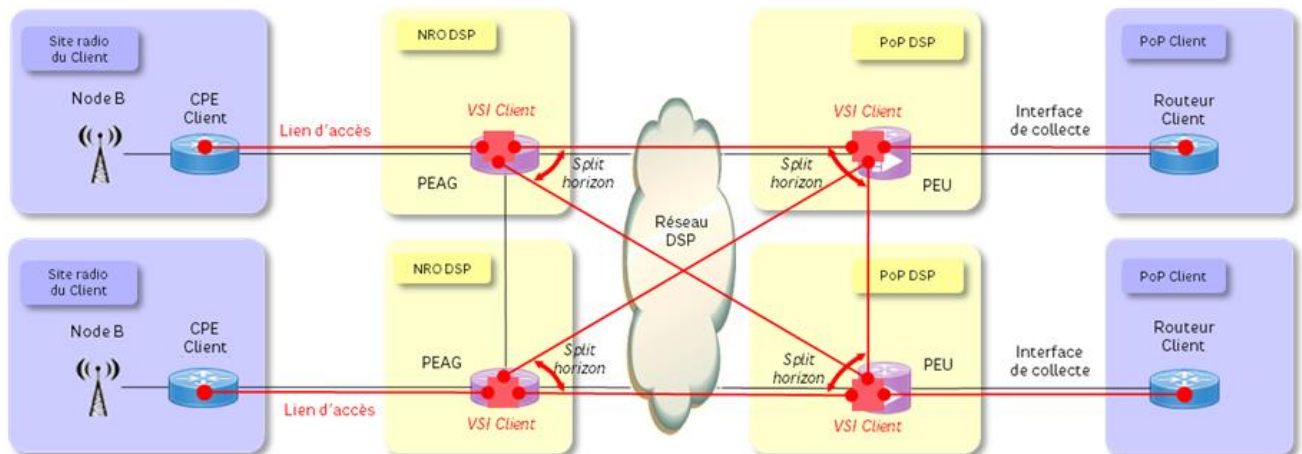 Site radio
du Client
NRO DSP
PoP DSP
PoP Client
Node B
CPE
Client
VSI Client
VSI Client
Interface
de collecte
Routeur
Client
Lien d'accès
Split
horizon
Split
horizon
PEAG
PEU
Réseau
DSP
Site radio
du Client
NRO DSP
PoP DSP
PoP Client
Node B
CPE
Client
PEAG
Split
horizon
Split
horizon
PEU
Interface
de collecte
Routeur
Client
Lien d'accès
VSI Client
VSI Client